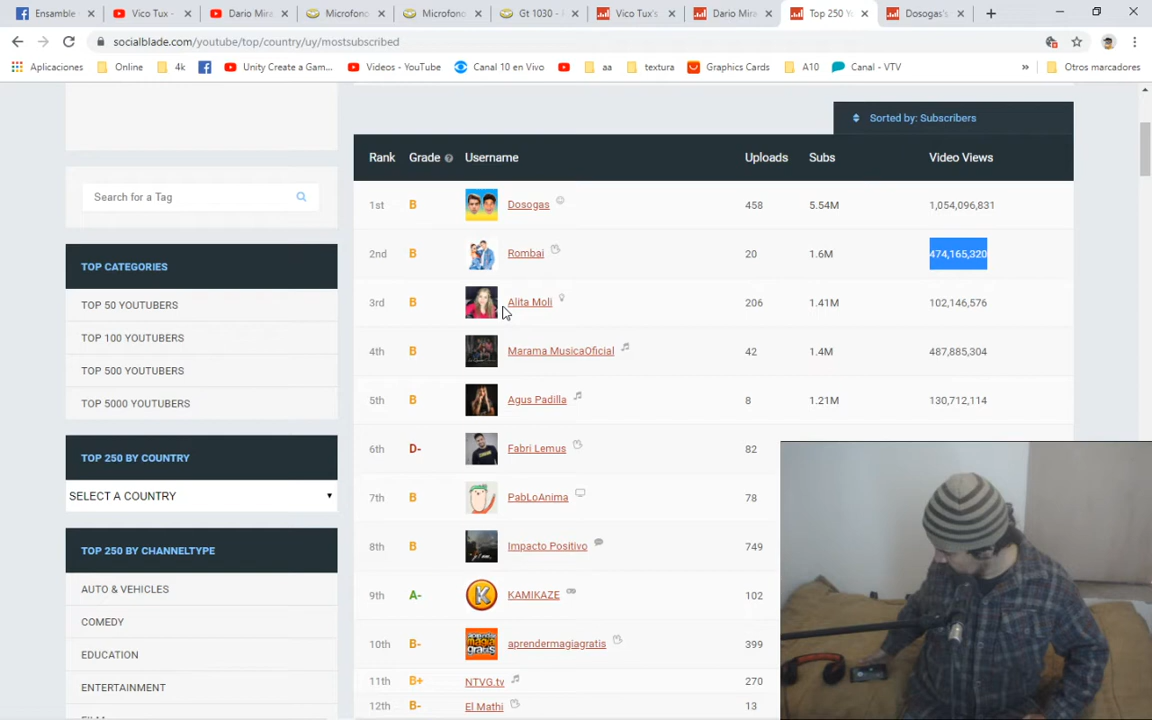 Ensamble
Vico Tux -
Dario Mira
Microfono
Microfono
Gt 1030 -
Vico Tux's
Dario Mira
Top 250 Y
Dosogas's
socialblade.com/youtube/top/country/uy/mostsubscribed
Aplicaciones
Online
4k
Unity Create a Gam...
Videos - YouTube
Canal 10 en Vivo
aa
textura
Graphics Cards
A10
Canal - VTV
»
Otros marcadores
Sorted by: Subscribers
Search for a Tag
TOP CATEGORIES
TOP 50 YOUTUBERS
TOP 100 YOUTUBERS
TOP 500 YOUTUBERS
TOP 5000 YOUTUBERS
TOP 250 BY COUNTRY
SELECT A COUNTRY
TOP 250 BY CHANNELTYPE
AUTO & VEHICLES
COMEDY
EDUCATION
ENTERTAINMENT
Rank Grade Username Uploads Subs Video Views
1st B Dosogas 458 5.54M 1,054,096,831
2nd B Rombai 20 1.6M 474,165,320
3rd B Alita Moli 206 1.41M 102,146,576
4th B Marama MusicaOficial 42 1.4M 487,885,304
5th B Agus Padilla 8 1.21M 130,712,114
6th D- Fabri Lemus 82
7th B PabLoAnima 78
8th B Impacto Positivo 749
9th A- KAMIKAZE 102
10th B- aprendermagiagratis 399
11th B+ NTVG.tv 270
12th B- El Mathi 13